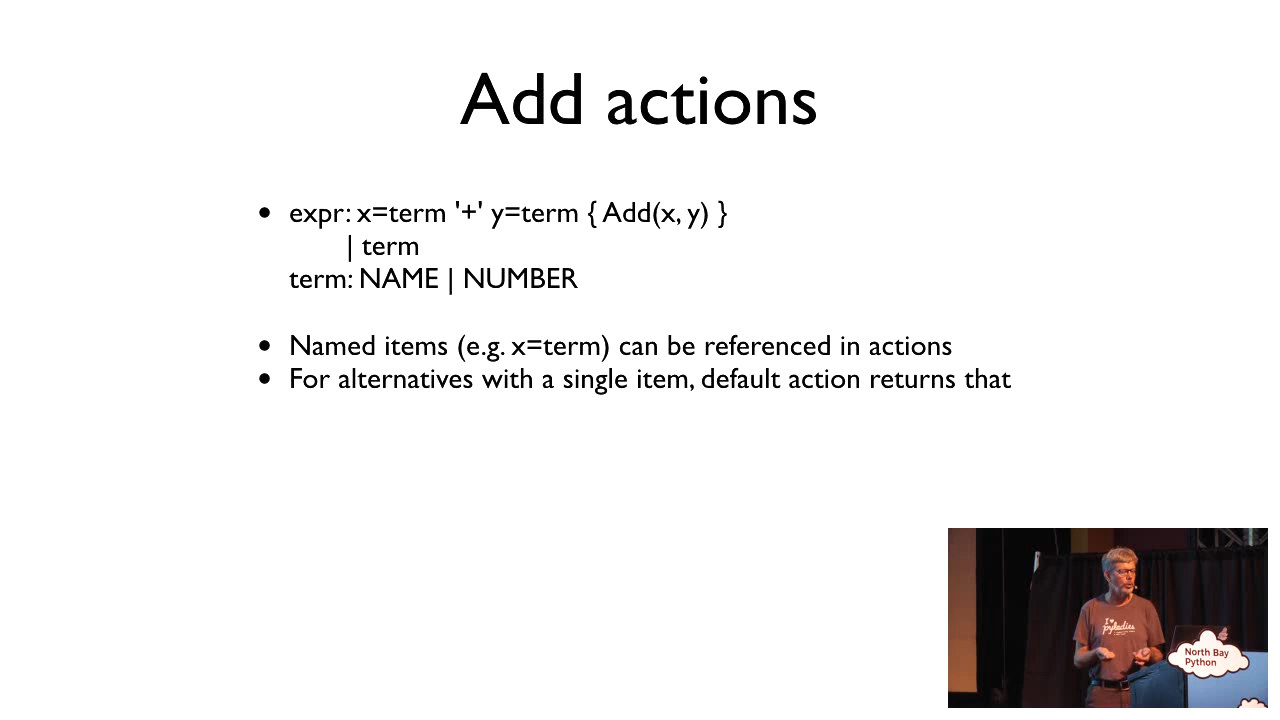 Add actions
• expr: x=term '+' y=term { Add(x, y) }
| term
term: NAME | NUMBER
• Named items (e.g. x=term) can be referenced in actions
• For alternatives with a single item, default action returns that
I ♥
pyladies
North Bay
Python